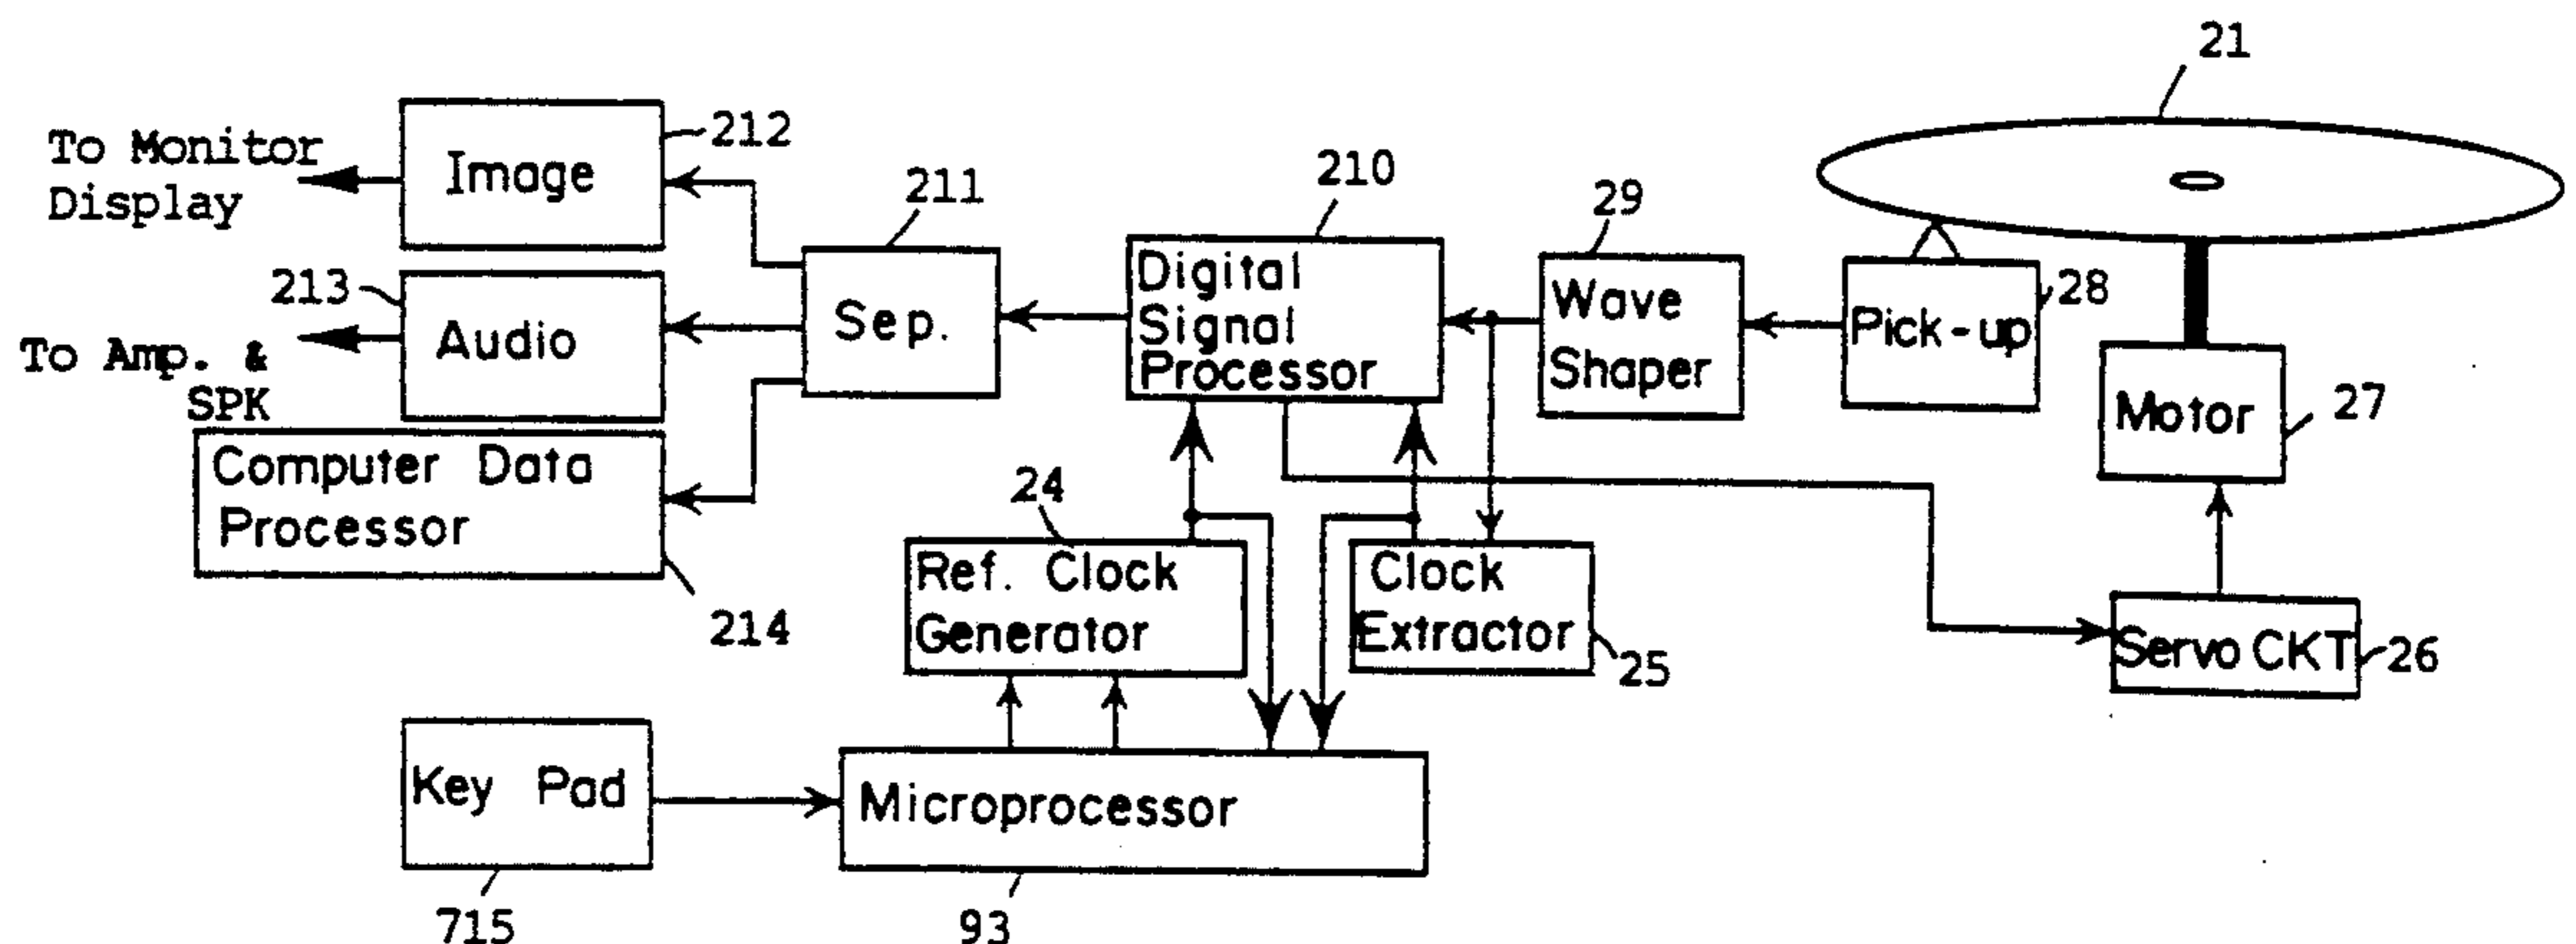 21
To Monitor
Display
Image
212
211
210
29
Digital
Signal
Processor
Wave
Shaper
Pick-up
28
213
Audio
Sep.
To Amp. &
SPK
Motor
27
Computer Data
Processor
214
24
Ref. Clock
Generator
Clock
Extractor
25
Servo CKT
26
Key Pad
715
Microprocessor
93